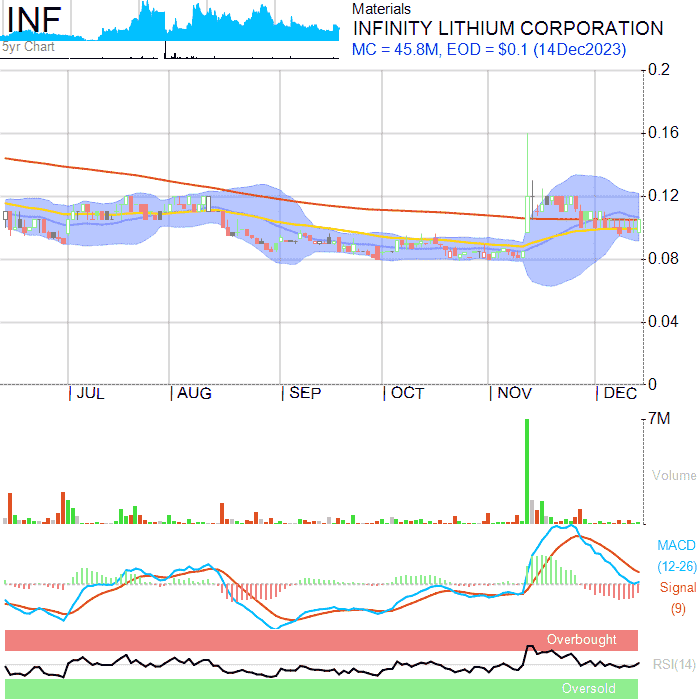 INF
5yr Chart
Materials
INFINITY LITHIUM CORPORATION
MC = 45.8M, EOD = $0.1 (14Dec2023)
0.2
0.16
0.12
0.08
0.04
0
JUL AUG SEP OCT NOV DEC
7M
Volume
MACD
(12-26)
Signal
(9)
Overbought
RSI(14)
Oversold